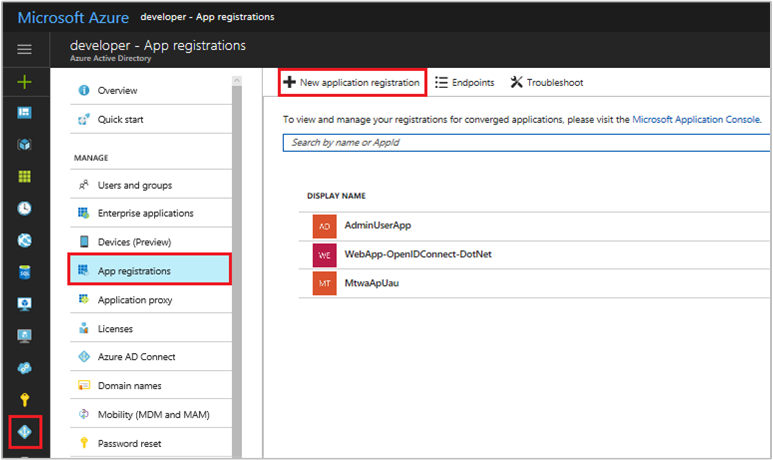 Microsoft Azure developer - App registrations
developer - App registrations
Azure Active Directory
Overview
Quick start
MANAGE
Users and groups
Enterprise applications
Devices (Preview)
App registrations
Application proxy
Licenses
Azure AD Connect
Domain names
Mobility (MDM and MAM)
Password reset
New application registration Endpoints Troubleshoot
To view and manage your registrations for converged applications, please visit the Microsoft Application Console.
Search by name or AppId
DISPLAY NAME
AD AdminUserApp
WE WebApp-OpenIDConnect-DotNet
MT MtwaApUau